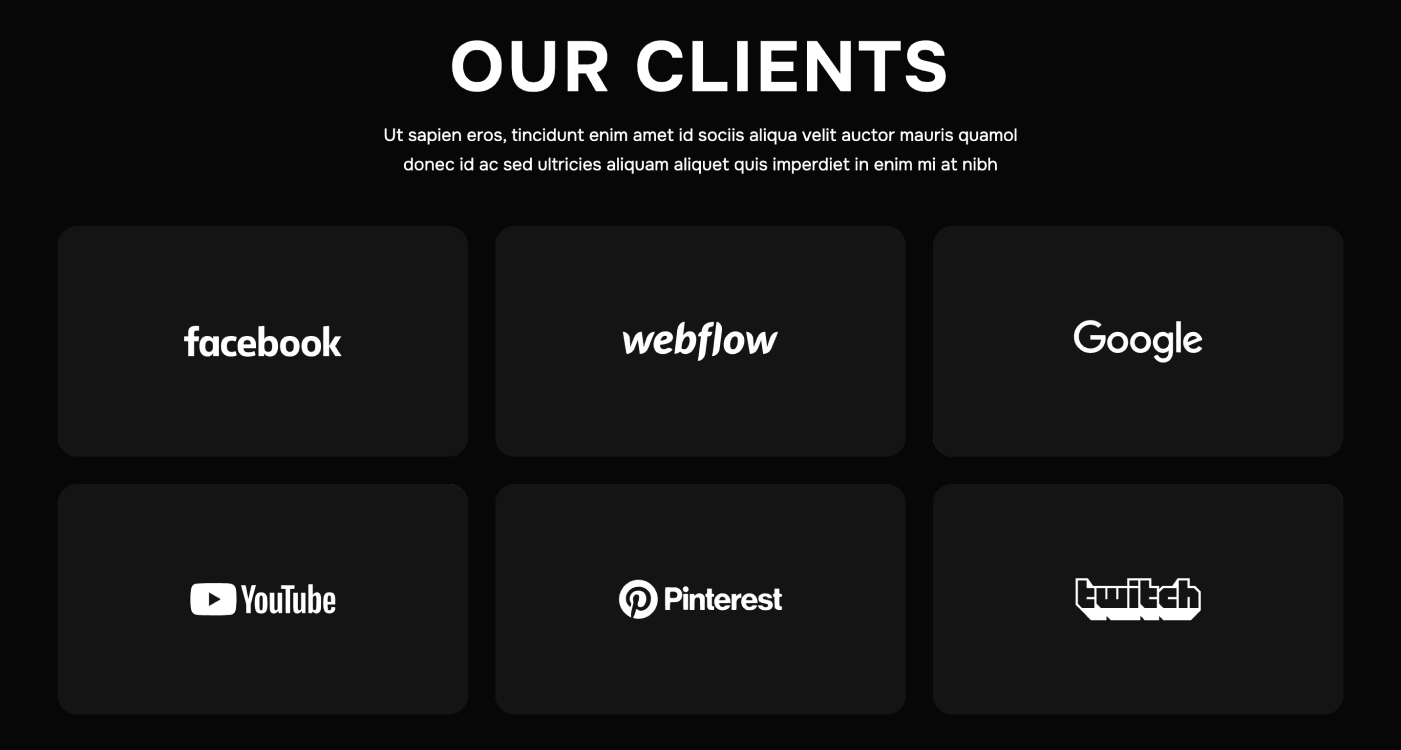 OUR CLIENTS
Ut sapien eros, tincidunt enim amet id sociis aliqua velit auctor mauris quamol
donec id ac sed ultricies aliquam aliquet quis imperdiet in enim mi at nibh
facebook
webflow
Google
YouTube
Pinterest
twitch